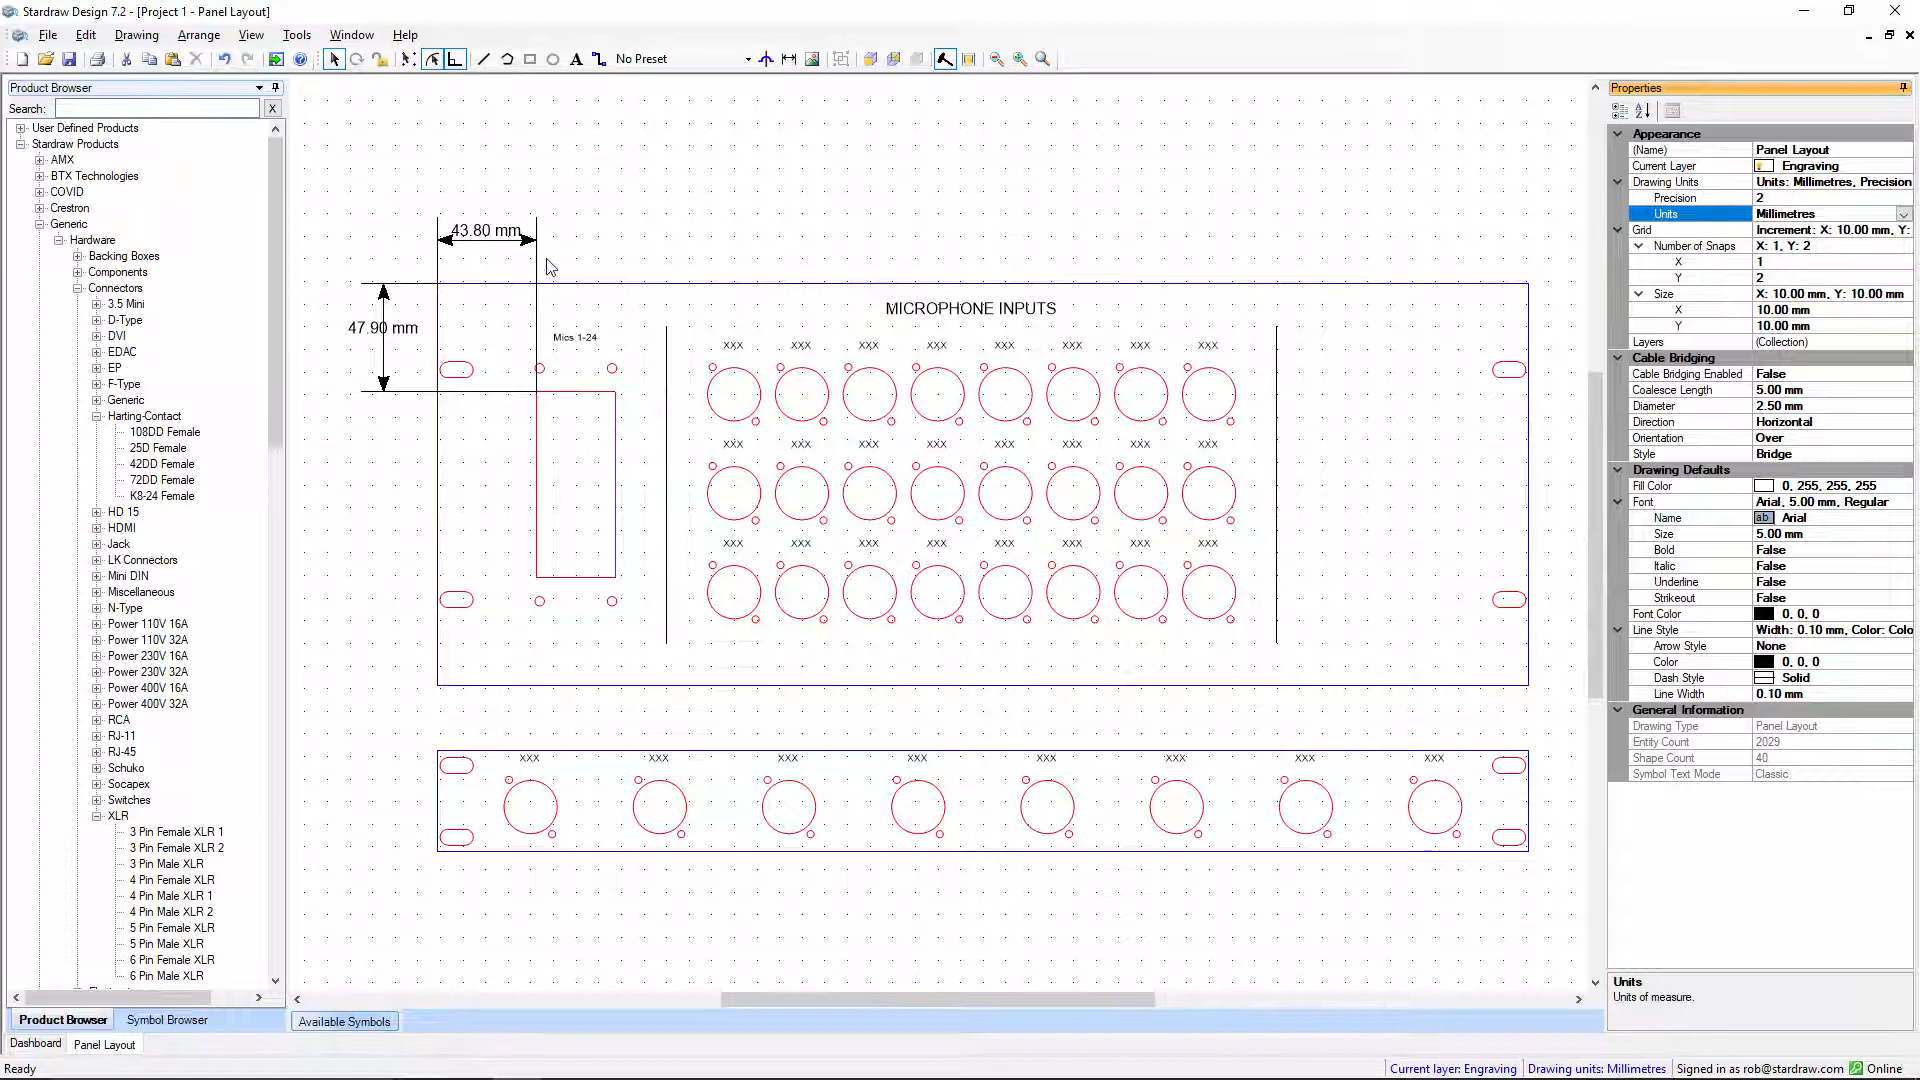 Stardraw Design 7.2 - [Project 1 - Panel Layout]
File Edit Drawing Arrange View Tools Window Help
No Preset
Product Browser
Search:
X
User Defined Products
Stardraw Products
AMX
BTX Technologies
COVID
Crestron
Generic
Hardware
Backing Boxes
Components
Connectors
3.5 Mini
D-Type
DVI
EDAC
EP
F-Type
Generic
Harting-Contact
108DD Female
25D Female
42DD Female
72DD Female
K8-24 Female
HD 15
HDMI
Jack
LK Connectors
Mini DIN
Miscellaneous
N-Type
Power 110V 16A
Power 110V 32A
Power 230V 16A
Power 230V 32A
Power 400V 16A
Power 400V 32A
RCA
RJ-11
RJ-45
Schuko
Socapex
Switches
XLR
3 Pin Female XLR 1
3 Pin Female XLR 2
3 Pin Male XLR
4 Pin Female XLR
4 Pin Male XLR 1
4 Pin Male XLR 2
5 Pin Female XLR
5 Pin Male XLR
6 Pin Female XLR
6 Pin Male XLR
Product Browser Symbol Browser
Dashboard Panel Layout
Ready
43.80 mm
47.90 mm
Mics 1-24
MICROPHONE INPUTS
XXX XXX XXX XXX XXX XXX XXX XXX
XXX XXX XXX XXX XXX XXX XXX XXX
XXX XXX XXX XXX XXX XXX XXX XXX
XXX XXX XXX XXX XXX XXX XXX XXX
Available Symbols
Properties
Appearance
(Name) Panel Layout
Current Layer Engraving
Drawing Units Units: Millimetres, Precision
Precision 2
Units Millimetres
Grid Increment: X: 10.00 mm, Y:
Number of Snaps X: 1, Y: 2
X 1
Y 2
Size X: 10.00 mm, Y: 10.00 mm
X 10.00 mm
Y 10.00 mm
Layers (Collection)
Cable Bridging
Cable Bridging Enabled False
Coalesce Length 5.00 mm
Diameter 2.50 mm
Direction Horizontal
Orientation Over
Style Bridge
Drawing Defaults
Fill Color 0, 255, 255, 255
Font Arial, 5.00 mm, Regular
Name ab Arial
Size 5.00 mm
Bold False
Italic False
Underline False
Strikeout False
Font Color 0, 0, 0
Line Style Width: 0.10 mm, Color: Colo
Arrow Style None
Color 0, 0, 0
Dash Style Solid
Line Width 0.10 mm
General Information
Drawing Type Panel Layout
Entity Count 2029
Shape Count 40
Symbol Text Mode Classic
Units
Units of measure.
Current layer: Engraving Drawing units: Millimetres Signed in as rob@stardraw.com Online